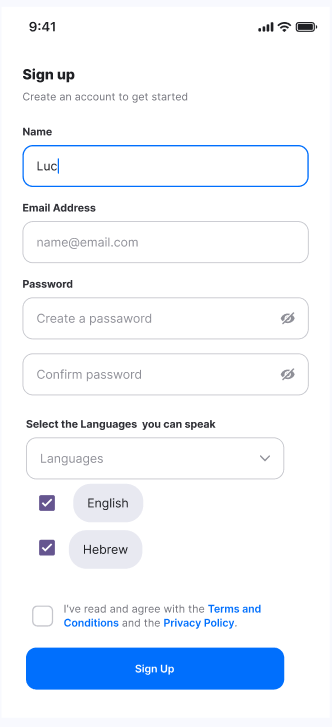 9:41
Sign up
Create an account to get started
Name
Luc
Email Address
name@email.com
Password
Create a passaword
Confirm password
Select the Languages  you can speak
Languages
English
Hebrew
I've read and agree with the Terms and
Conditions and the Privacy Policy.
Sign Up